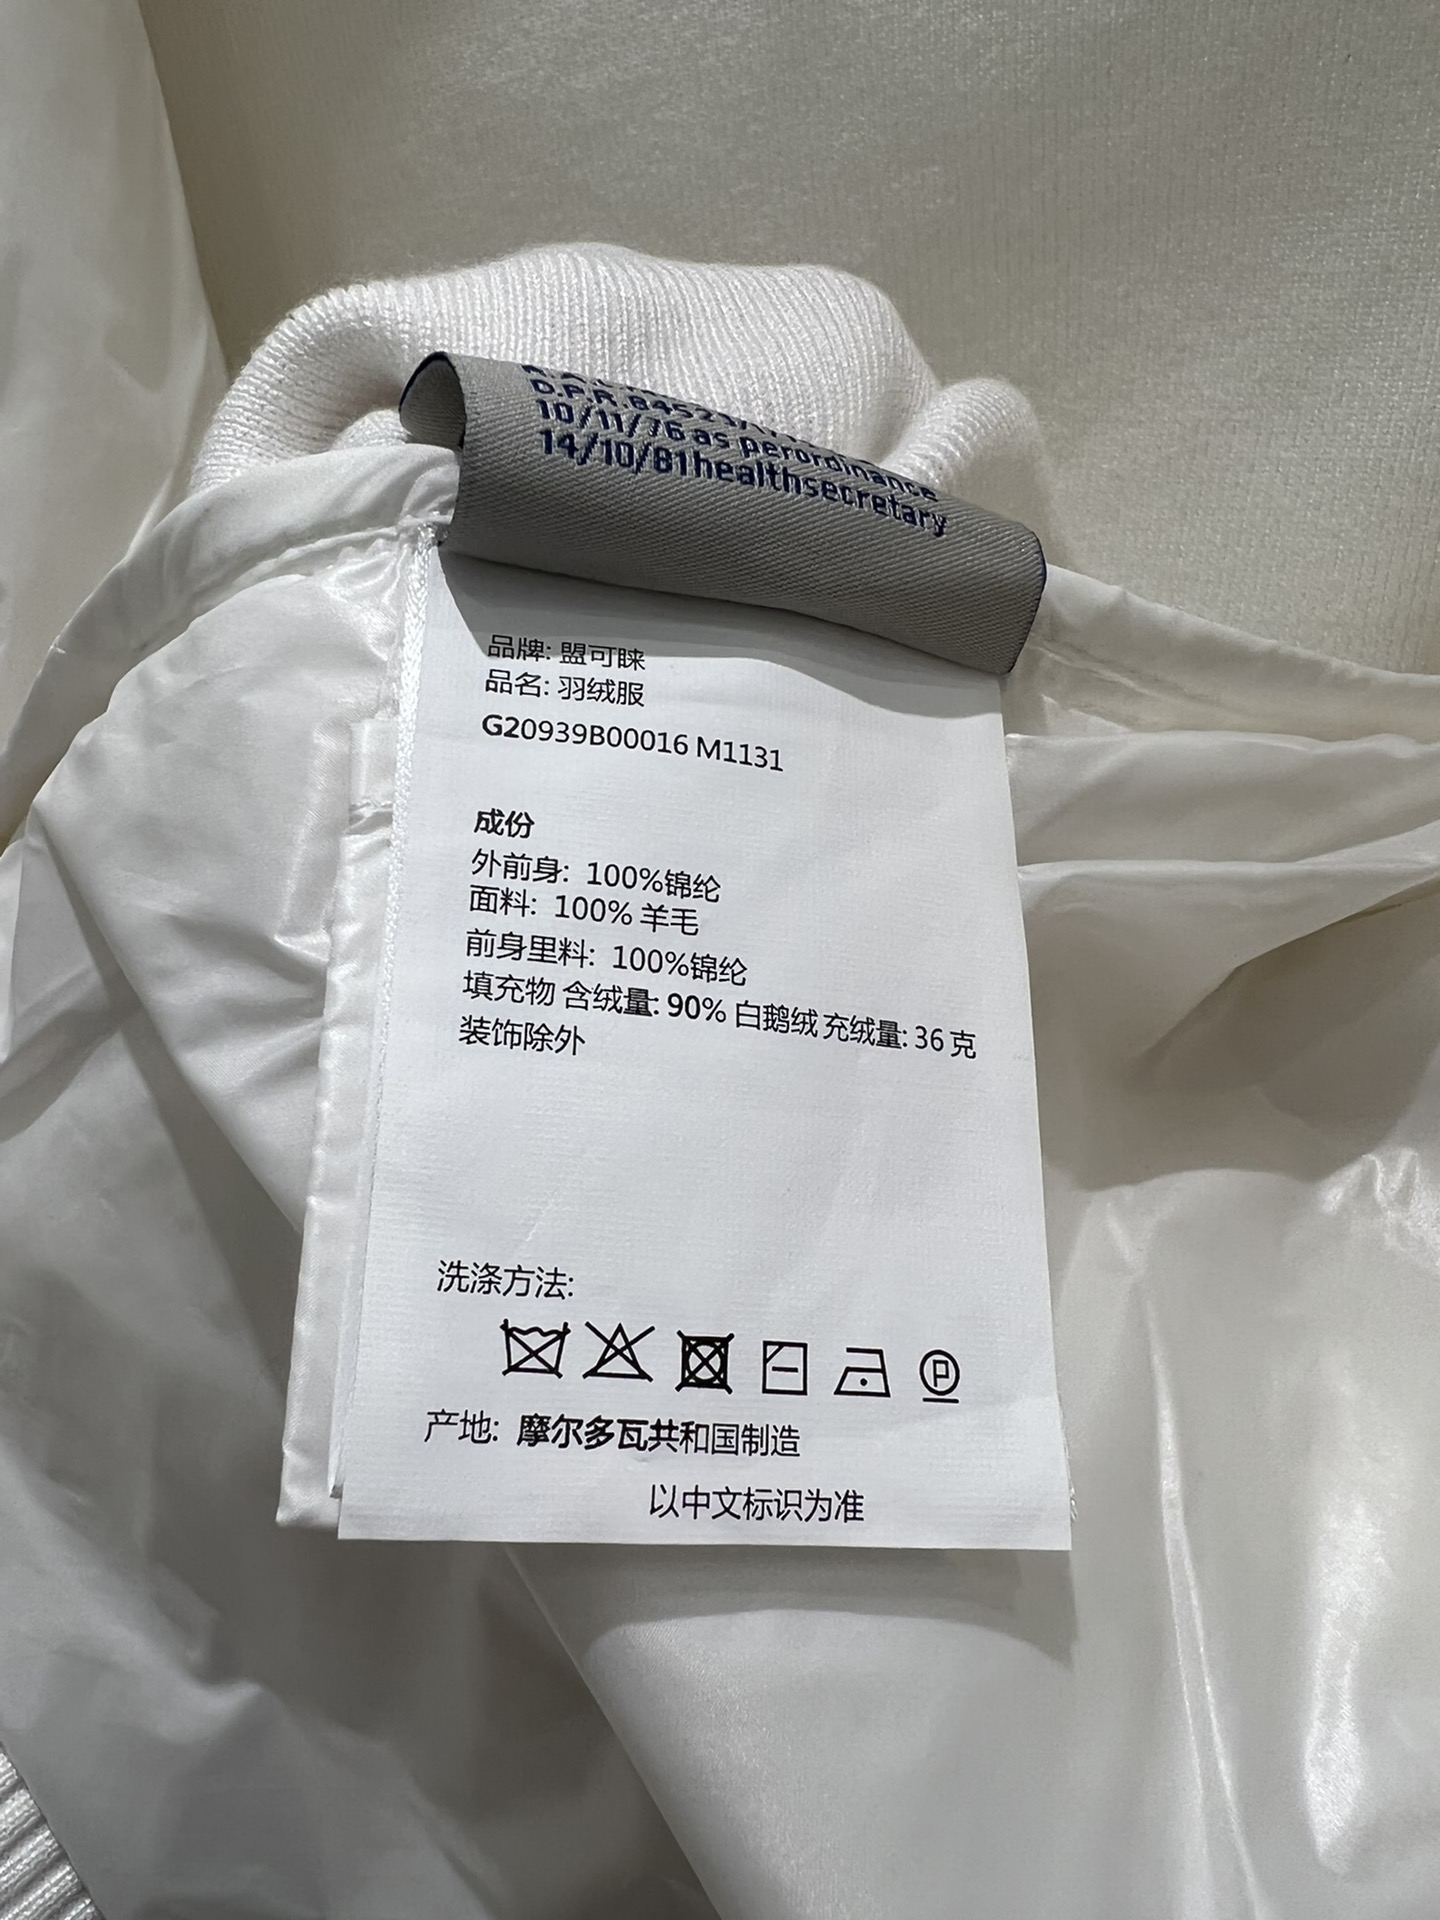 D.P.R.84523/
10/11/76 as perordinance
14/10/81healthsecretary
品牌: 盟可睐
品名: 羽绒服
G20939B00016 M1131
成份
外前身: 100%锦纶
面料: 100% 羊毛
前身里料: 100%锦纶
填充物 含绒量: 90% 白鹅绒 充绒量: 36 克
装饰除外
洗涤方法:
P
产地: 摩尔多瓦共和国制造
以中文标识为准